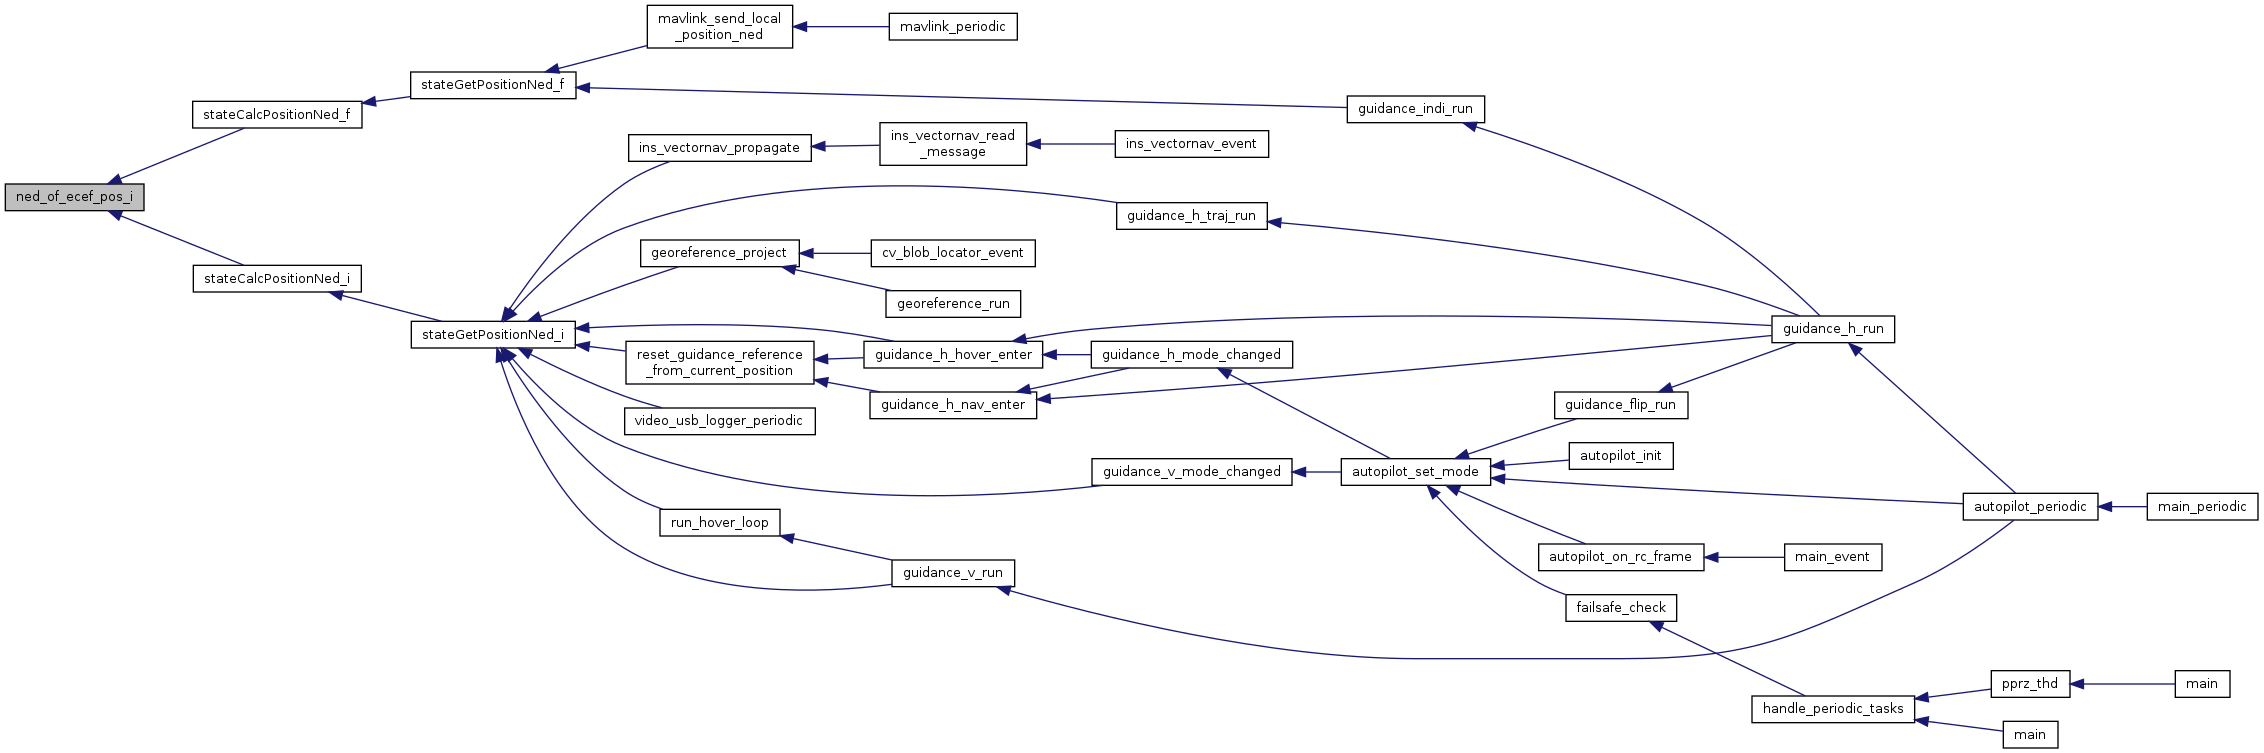 mavlink_send_local
_position_ned
mavlink_periodic
stateGetPositionNed_f
stateCalcPositionNed_f
guidance_indi_run
ins_vectornav_propagate
ins_vectornav_read
_message
ins_vectornav_event
ned_of_ecef_pos_i
guidance_h_traj_run
georeference_project
cv_blob_locator_event
stateCalcPositionNed_i
georeference_run
stateGetPositionNed_i
guidance_h_run
reset_guidance_reference
_from_current_position
guidance_h_hover_enter
guidance_h_mode_changed
guidance_h_nav_enter
guidance_flip_run
video_usb_logger_periodic
autopilot_init
guidance_v_mode_changed
autopilot_set_mode
autopilot_periodic
main_periodic
run_hover_loop
autopilot_on_rc_frame
main_event
guidance_v_run
failsafe_check
pprz_thd
main
handle_periodic_tasks
main